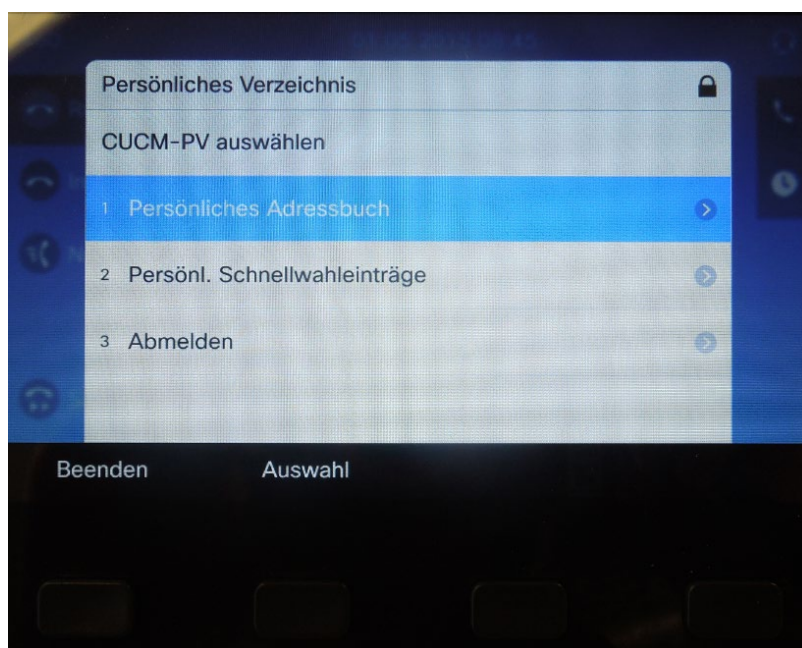 Persönliches Verzeichnis
CUCM-PV auswählen
1 Persönliches Adressbuch
2 Persönl. Schnellwahleinträge
3 Abmelden
Beenden Auswahl